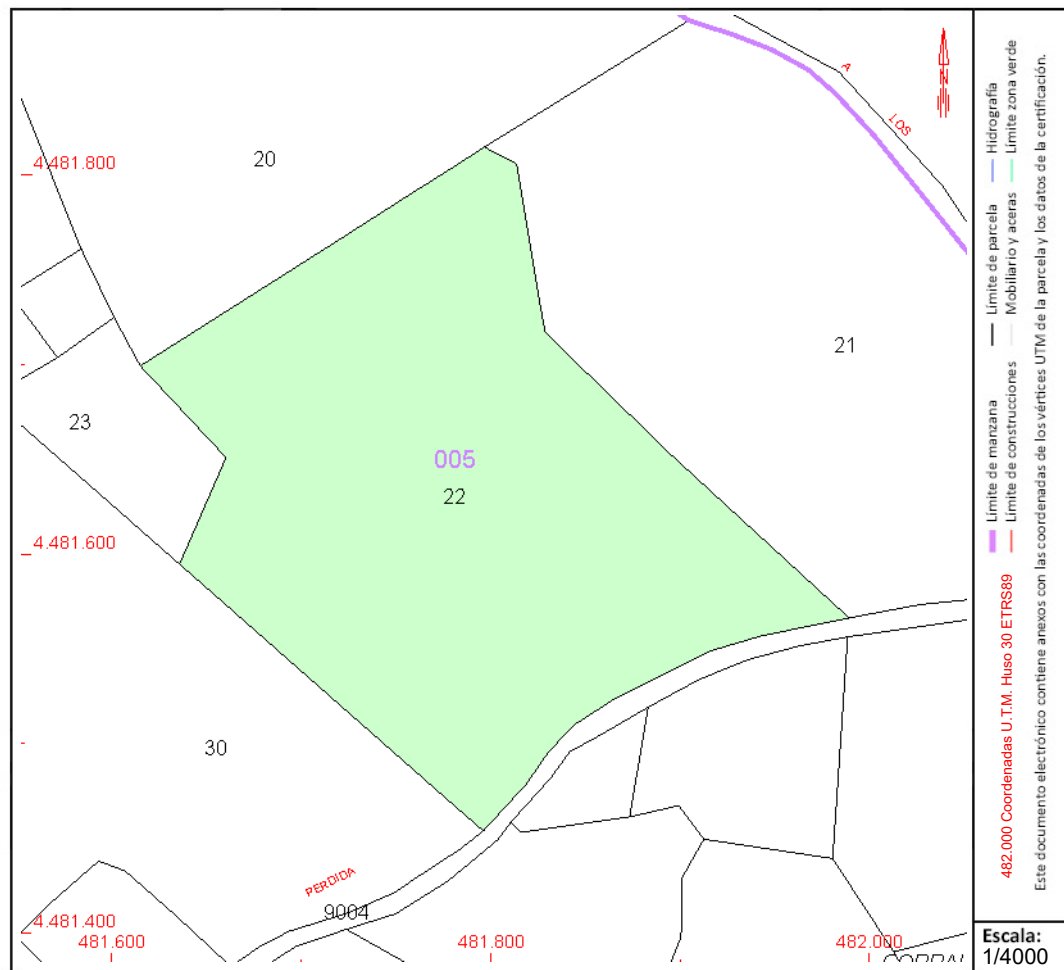 A
LOS
4.481.800
20
21
23
005
22
4.481.600
30
PERDIDA
9004
4.481.400
481.600
481.800
482.000
482.000 Coordenadas U.T.M. Huso 30 ETRS89
Límite de manzana
Límite de parcela
Hidrografía
Límite de construcciones
Mobiliario y aceras
Límite zona verde
Este documento electrónico contiene anexos con las coordenadas de los vértices UTM de la parcela y los datos de la certificación.
N
Escala:
1/4000